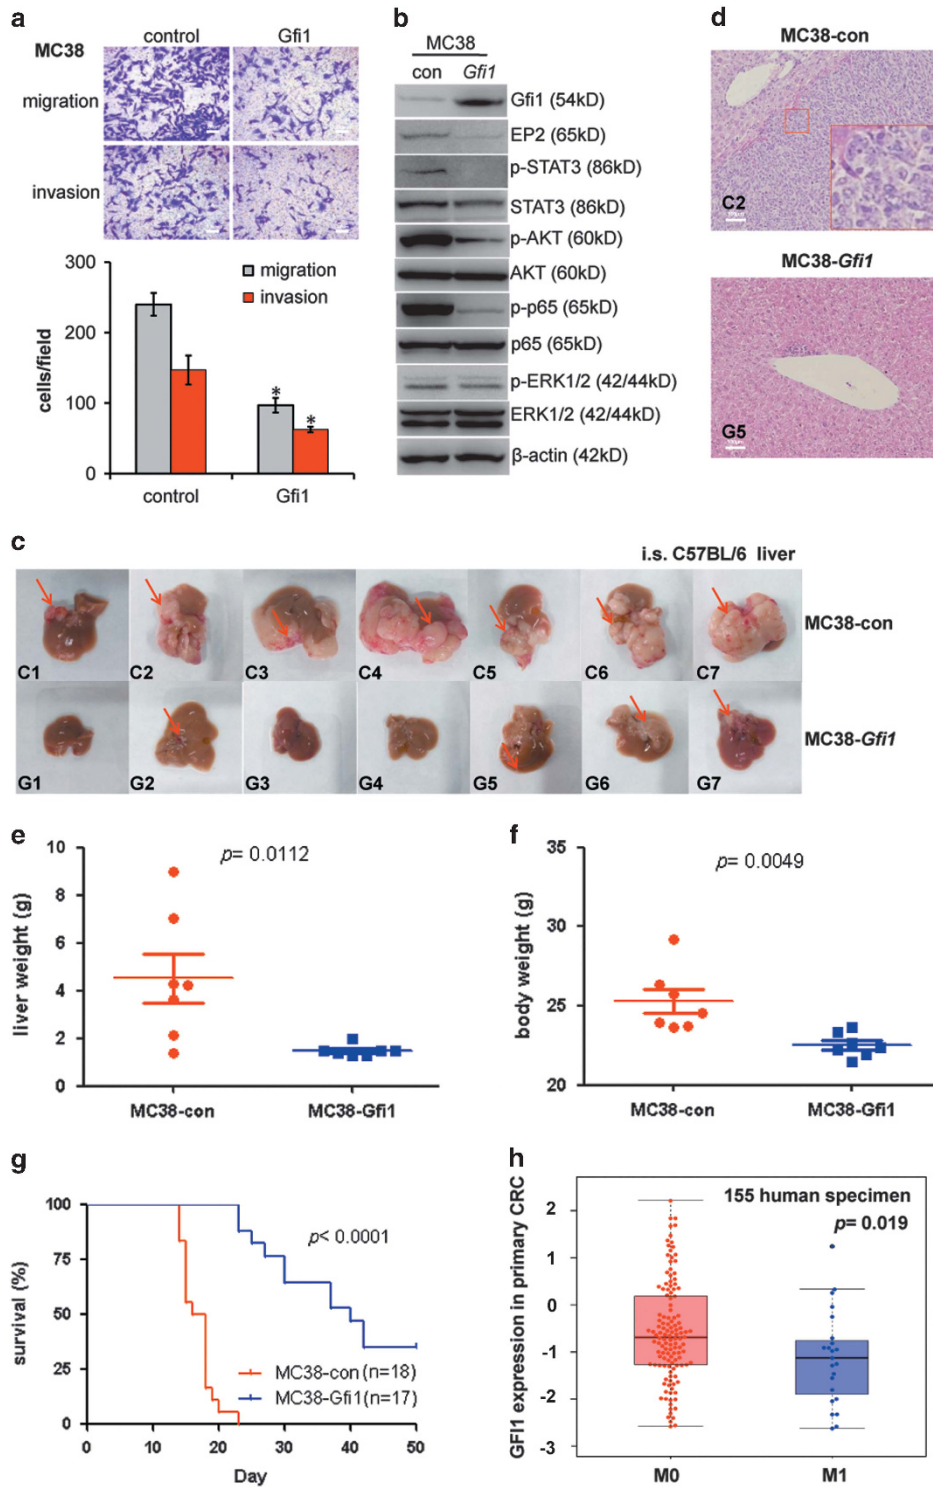 a
control Gfi1
MC38
migration
invasion
300
migration
invasion
200
100
0
cells/field
control Gfi1
b
MC38
con Gfi1
Gfi1 (54kD)
EP2 (65kD)
p-STAT3 (86kD)
STAT3 (86kD)
p-AKT (60kD)
AKT (60kD)
p-p65 (65kD)
p65 (65kD)
p-ERK1/2 (42/44kD)
ERK1/2 (42/44kD)
β-actin (42kD)
d
MC38-con
C2
MC38-Gfi1
G5
c
i.s. C57BL/6 liver
C1 C2 C3 C4 C5 C6 C7
MC38-con
G1 G2 G3 G4 G5 G6 G7
MC38-Gfi1
e
p= 0.0112
10
8
6
4
2
0
liver weight (g)
MC38-con MC38-Gfi1
f
p= 0.0049
35
30
25
20
body weight (g)
MC38-con MC38-Gfi1
g
100
75
50
25
0
survival (%)
p< 0.0001
MC38-con (n=18)
MC38-Gfi1 (n=17)
0 10 20 30 40 50
Day
h
155 human specimen
p= 0.019
2
1
0
-1
-2
-3
GFI1 expression in primary CRC
M0 M1